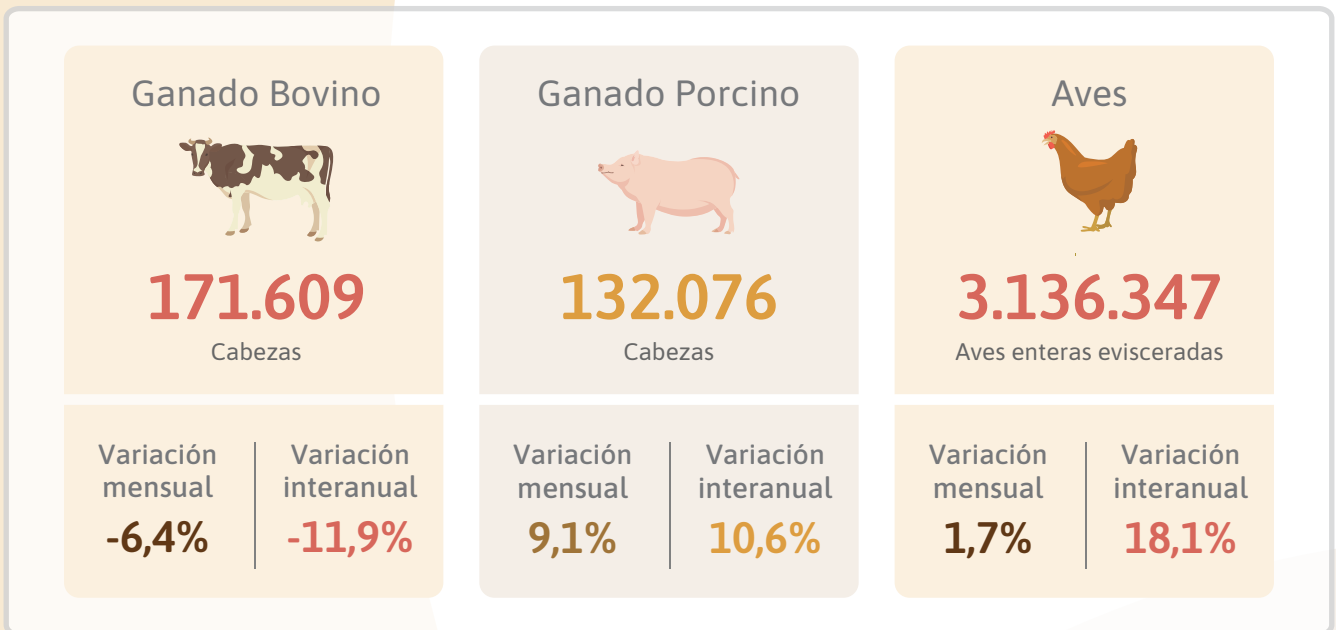 Ganado Bovino
171.609
Cabezas
Variación
mensual
-6,4%
Variación
interanual
-11,9%
Ganado Porcino
132.076
Cabezas
Variación
mensual
9,1%
Variación
interanual
10,6%
Aves
3.136.347
Aves enteras evisceradas
Variación
mensual
1,7%
Variación
interanual
18,1%